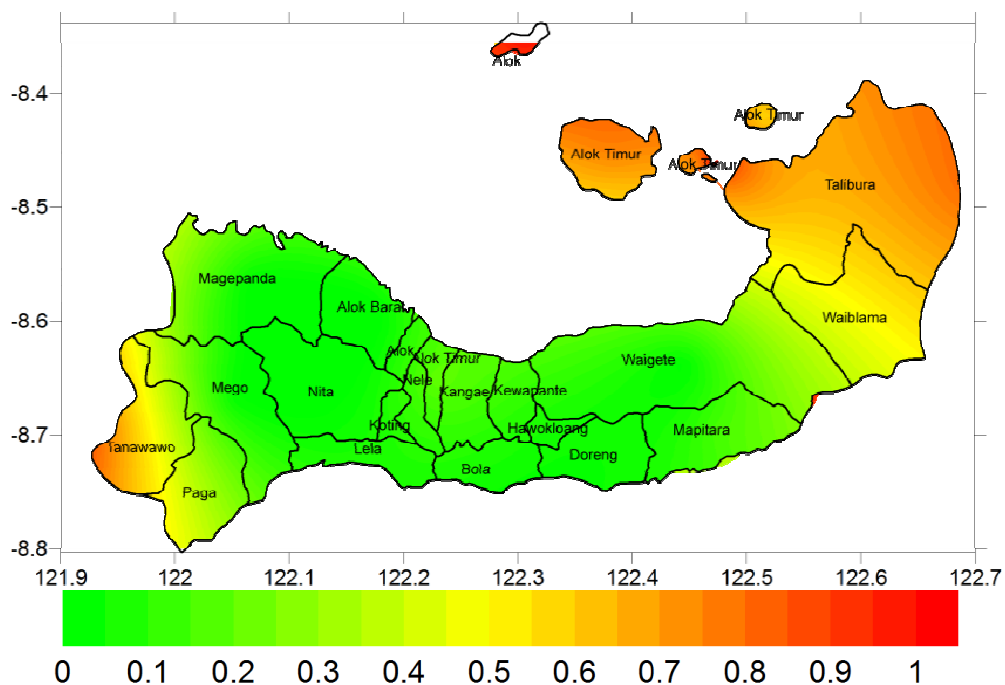 Alok
-8.4
Alok Timur
Alok Timur
Alok Timur
Talibura
-8.5
Magepanda
Alok Barat
-8.6
Waiblama
Alok
Alok Timur
Waigete
Nele
Mego
Nita
Kangae
Kewapante
Koting
Hawokloang
Mapitara
-8.7
Tanawawo
Lela
Doreng
Bola
Paga
-8.8
121.9 122 122.1 122.2 122.3 122.4 122.5 122.6 122.7
0 0.1 0.2 0.3 0.4 0.5 0.6 0.7 0.8 0.9 1